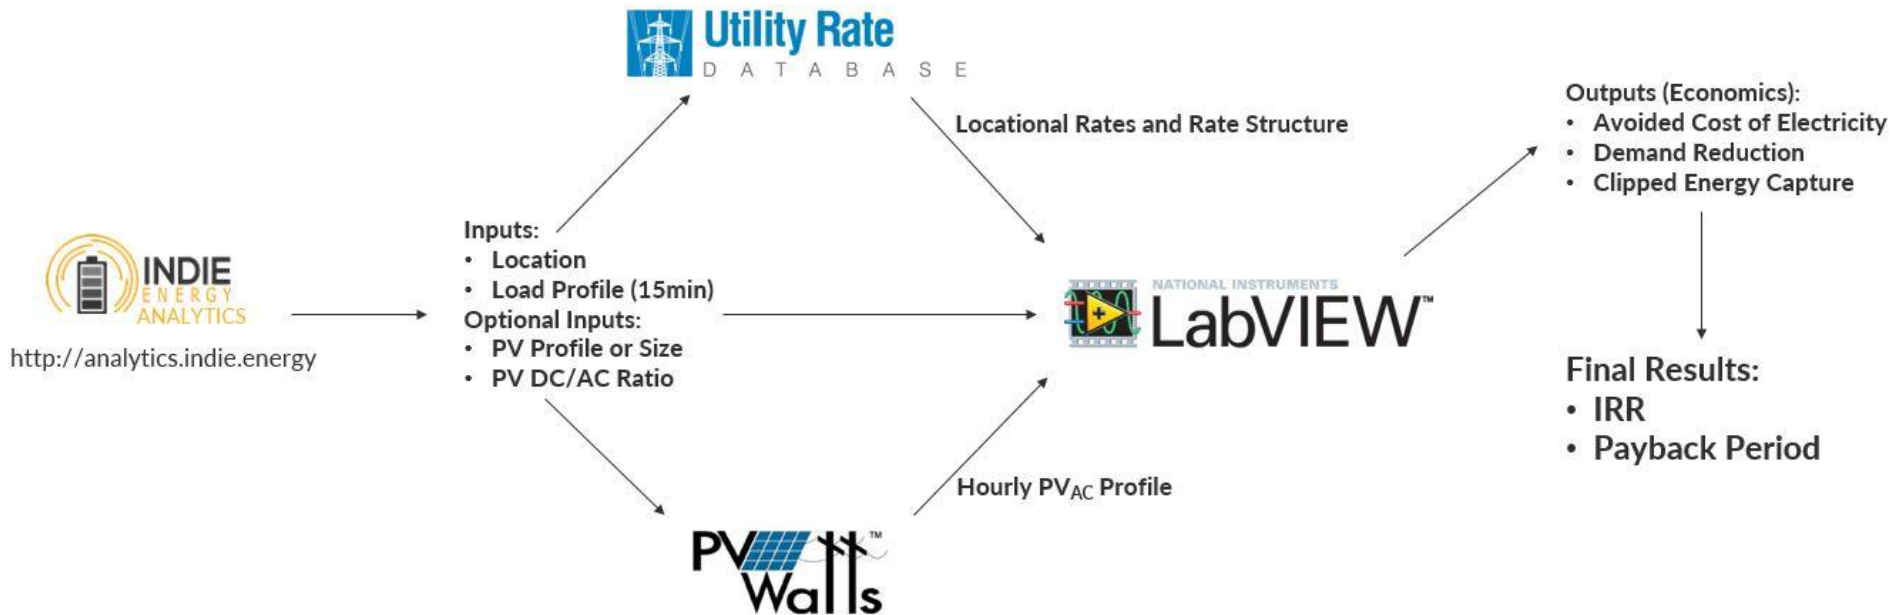 Utility Rate
DATABASE
Locational Rates and Rate Structure
Outputs (Economics):
• Avoided Cost of Electricity
• Demand Reduction
• Clipped Energy Capture
INDIE
ENERGY
ANALYTICS
http://analytics.indie.energy
Inputs:
• Location
• Load Profile (15min)
Optional Inputs:
• PV Profile or Size
• PV DC/AC Ratio
NATIONAL INSTRUMENTS
LabVIEW™
Final Results:
• IRR
• Payback Period
Hourly PVAC Profile
PV
Watts™